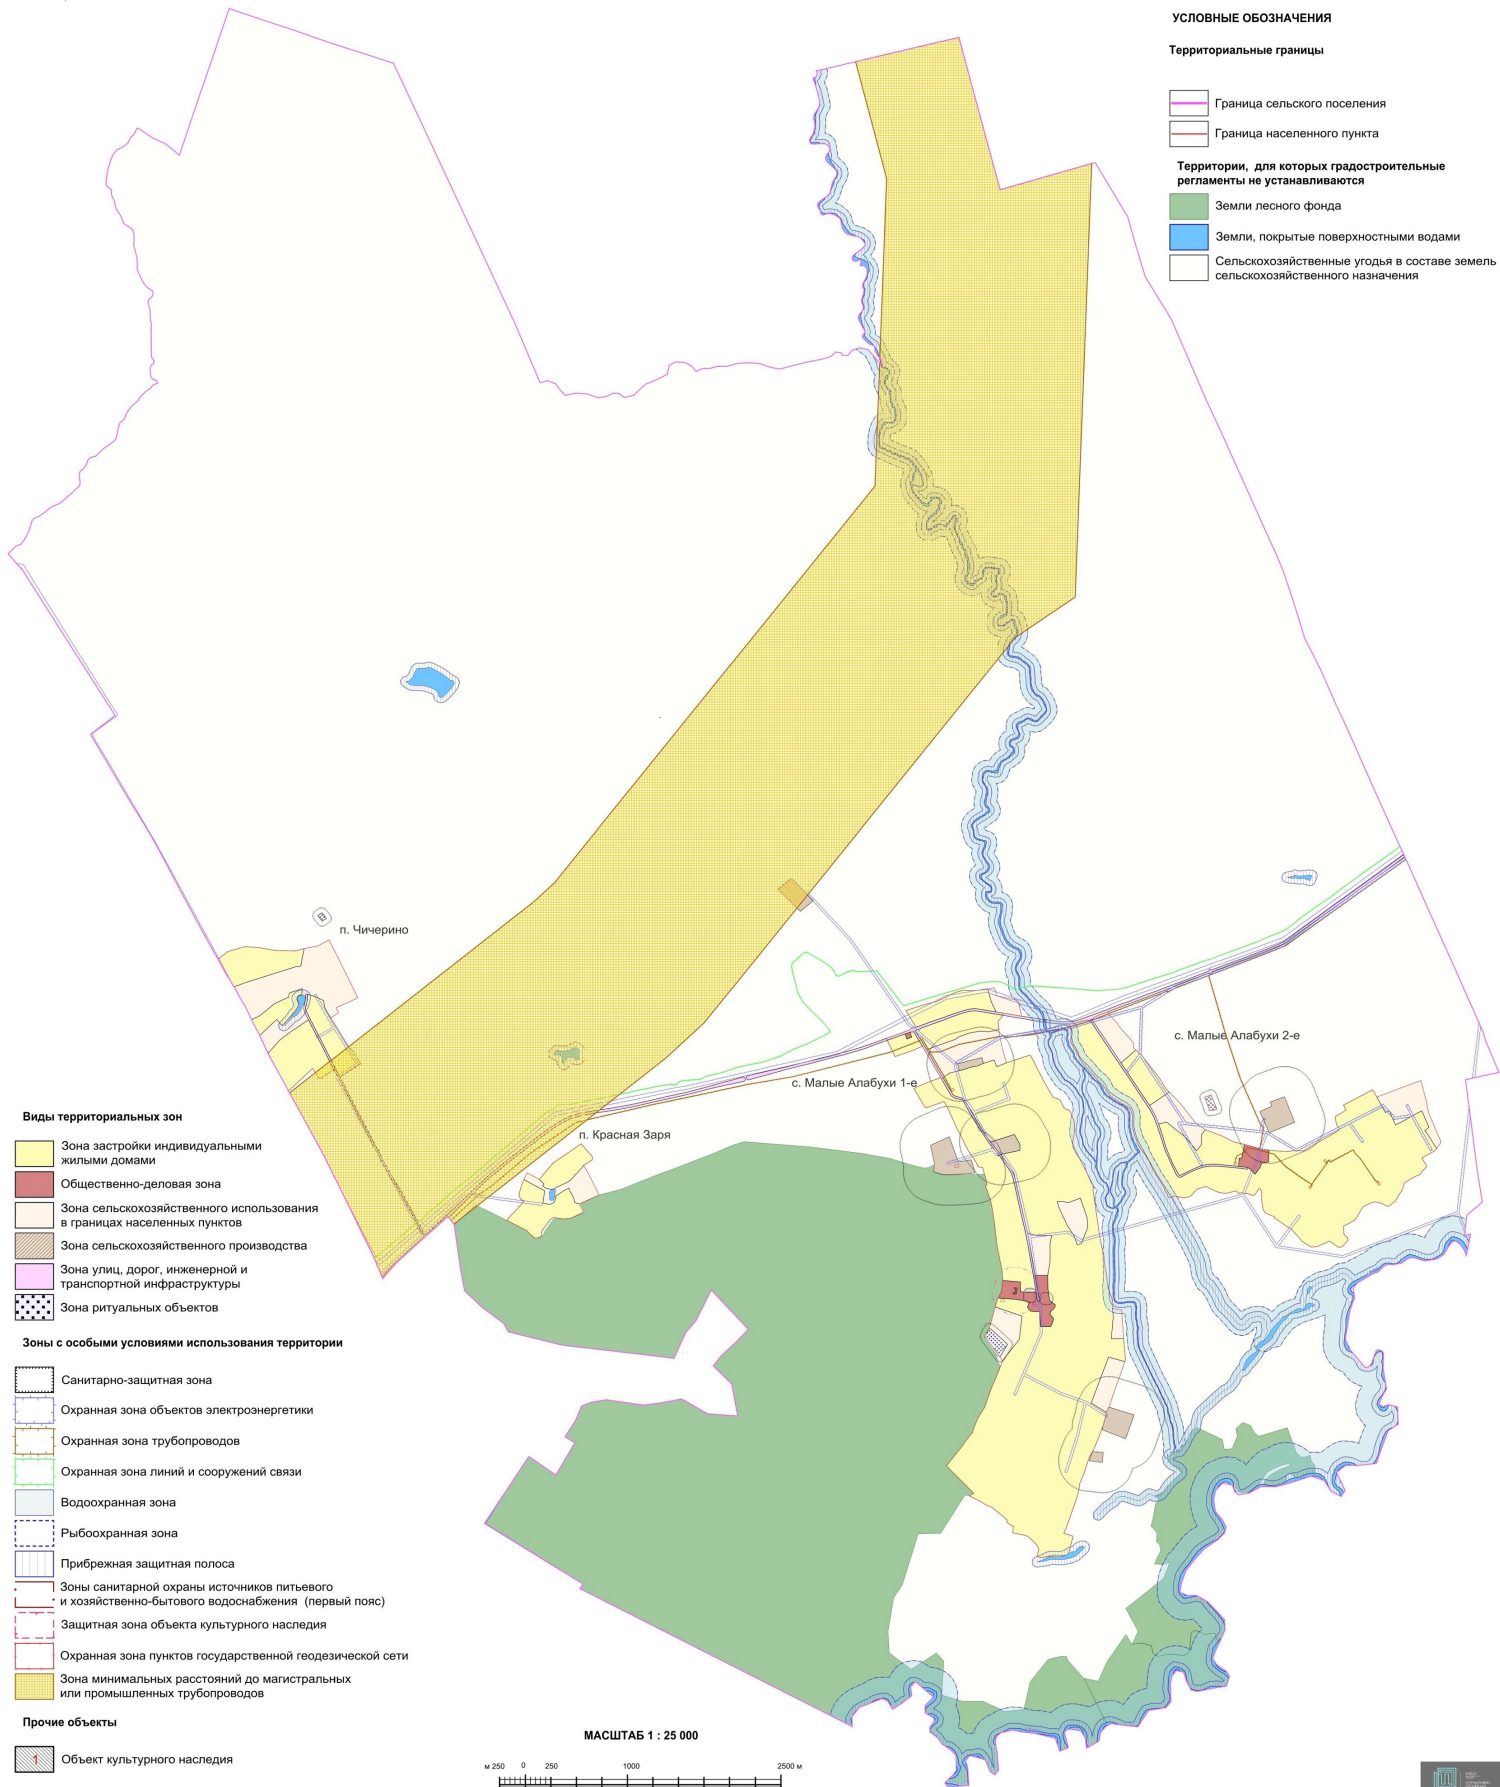 УСЛОВНЫЕ ОБОЗНАЧЕНИЯ
Территориальные границы
Граница сельского поселения
Граница населенного пункта
Территории, для которых градостроительные
регламенты не устанавливаются
Земли лесного фонда
Земли, покрытые поверхностными водами
Сельскохозяйственные угодья в составе земель
сельскохозяйственного назначения
п. Чичерино
с. Малые Алабухи 2-е
с. Малые Алабухи 1-е
п. Красная Заря
3
Виды территориальных зон
Зона застройки индивидуальными
жилыми домами
Общественно-деловая зона
Зона сельскохозяйственного использования
в границах населенных пунктов
Зона сельскохозяйственного производства
Зона улиц, дорог, инженерной и
транспортной инфраструктуры
Зона ритуальных объектов
Зоны с особыми условиями использования территории
Санитарно-защитная зона
Охранная зона объектов электроэнергетики
Охранная зона трубопроводов
Охранная зона линий и сооружений связи
Водоохранная зона
Рыбоохранная зона
Прибрежная защитная полоса
Зоны санитарной охраны источников питьевого
и хозяйственно-бытового водоснабжения (первый пояс)
Защитная зона объекта культурного наследия
Охранная зона пунктов государственной геодезической сети
Зона минимальных расстояний до магистральных
или промышленных трубопроводов
Прочие объекты
1 Объект культурного наследия
МАСШТАБ 1 : 25 000
м 250 0 250 1000 2500 м